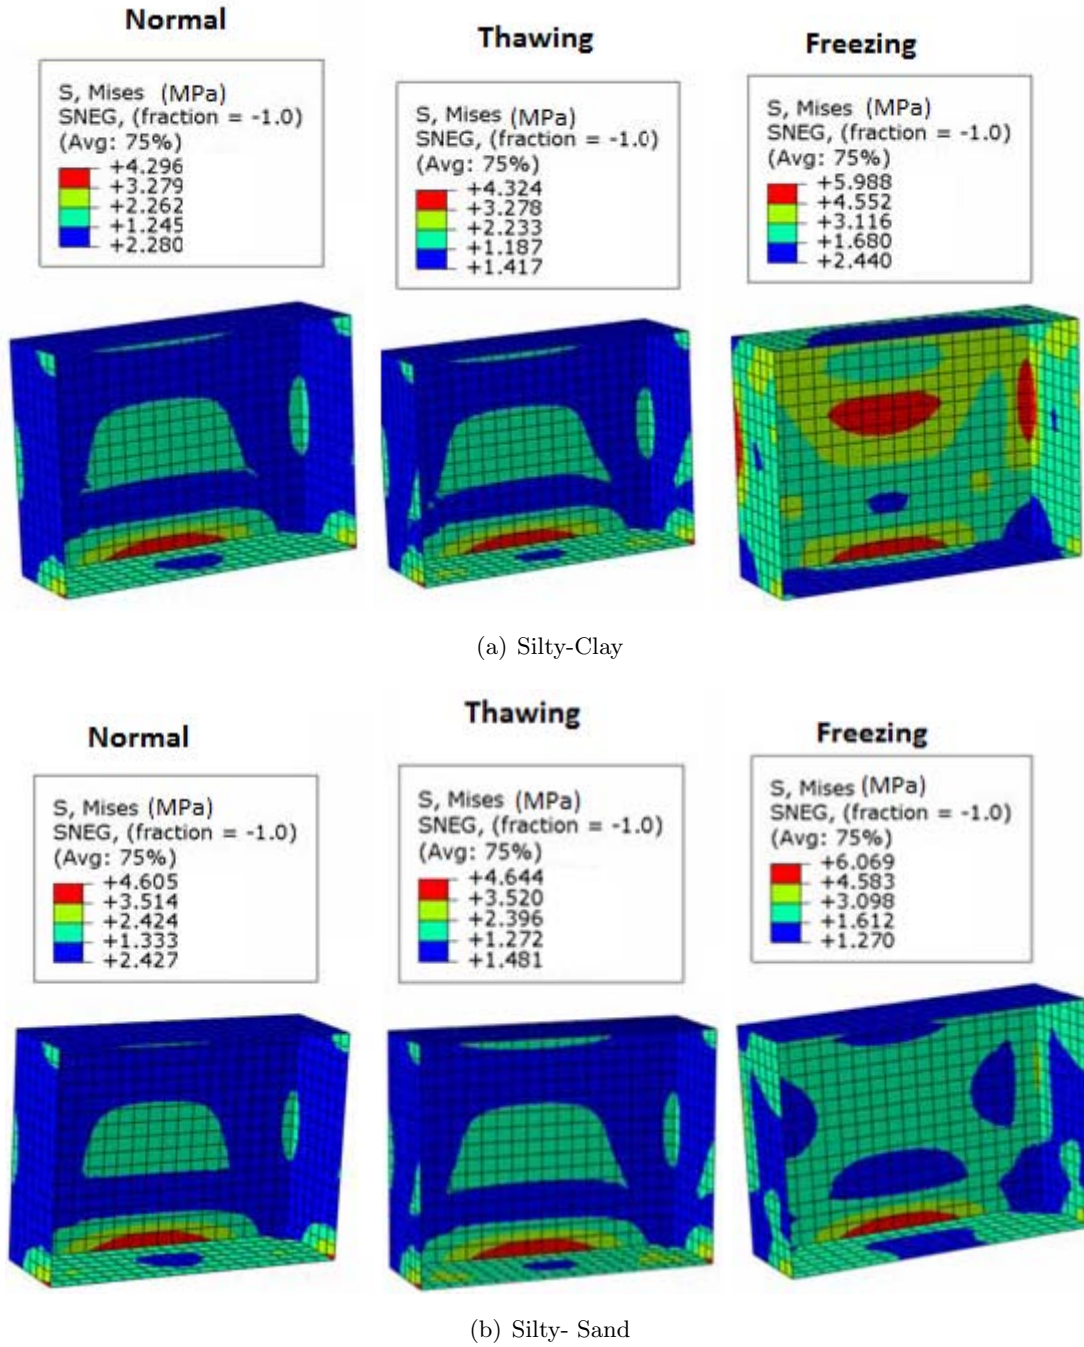 Normal
S, Mises (MPa)
SNEG, (fraction = -1.0)
(Avg: 75%)
+4.296
+3.279
+2.262
+1.245
+2.280
Thawing
S, Mises (MPa)
SNEG, (fraction = -1.0)
(Avg: 75%)
+4.324
+3.278
+2.233
+1.187
+1.417
Freezing
S, Mises (MPa)
SNEG, (fraction = -1.0)
(Avg: 75%)
+5.988
+4.552
+3.116
+1.680
+2.440
(a) Silty-Clay
Normal
S, Mises (MPa)
SNEG, (fraction = -1.0)
(Avg: 75%)
+4.605
+3.514
+2.424
+1.333
+2.427
Thawing
S, Mises (MPa)
SNEG, (fraction = -1.0)
(Avg: 75%)
+4.644
+3.520
+2.396
+1.272
+1.481
Freezing
S, Mises (MPa)
SNEG, (fraction = -1.0)
(Avg: 75%)
+6.069
+4.583
+3.098
+1.612
+1.270
(b) Silty- Sand